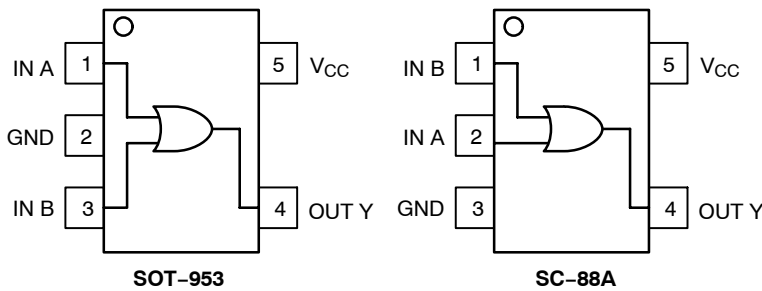 IN A 1 5 VCC
GND 2
IN B 3 4 OUT Y
SOT–953
IN B 1 5 VCC
IN A 2
GND 3 4 OUT Y
SC–88A